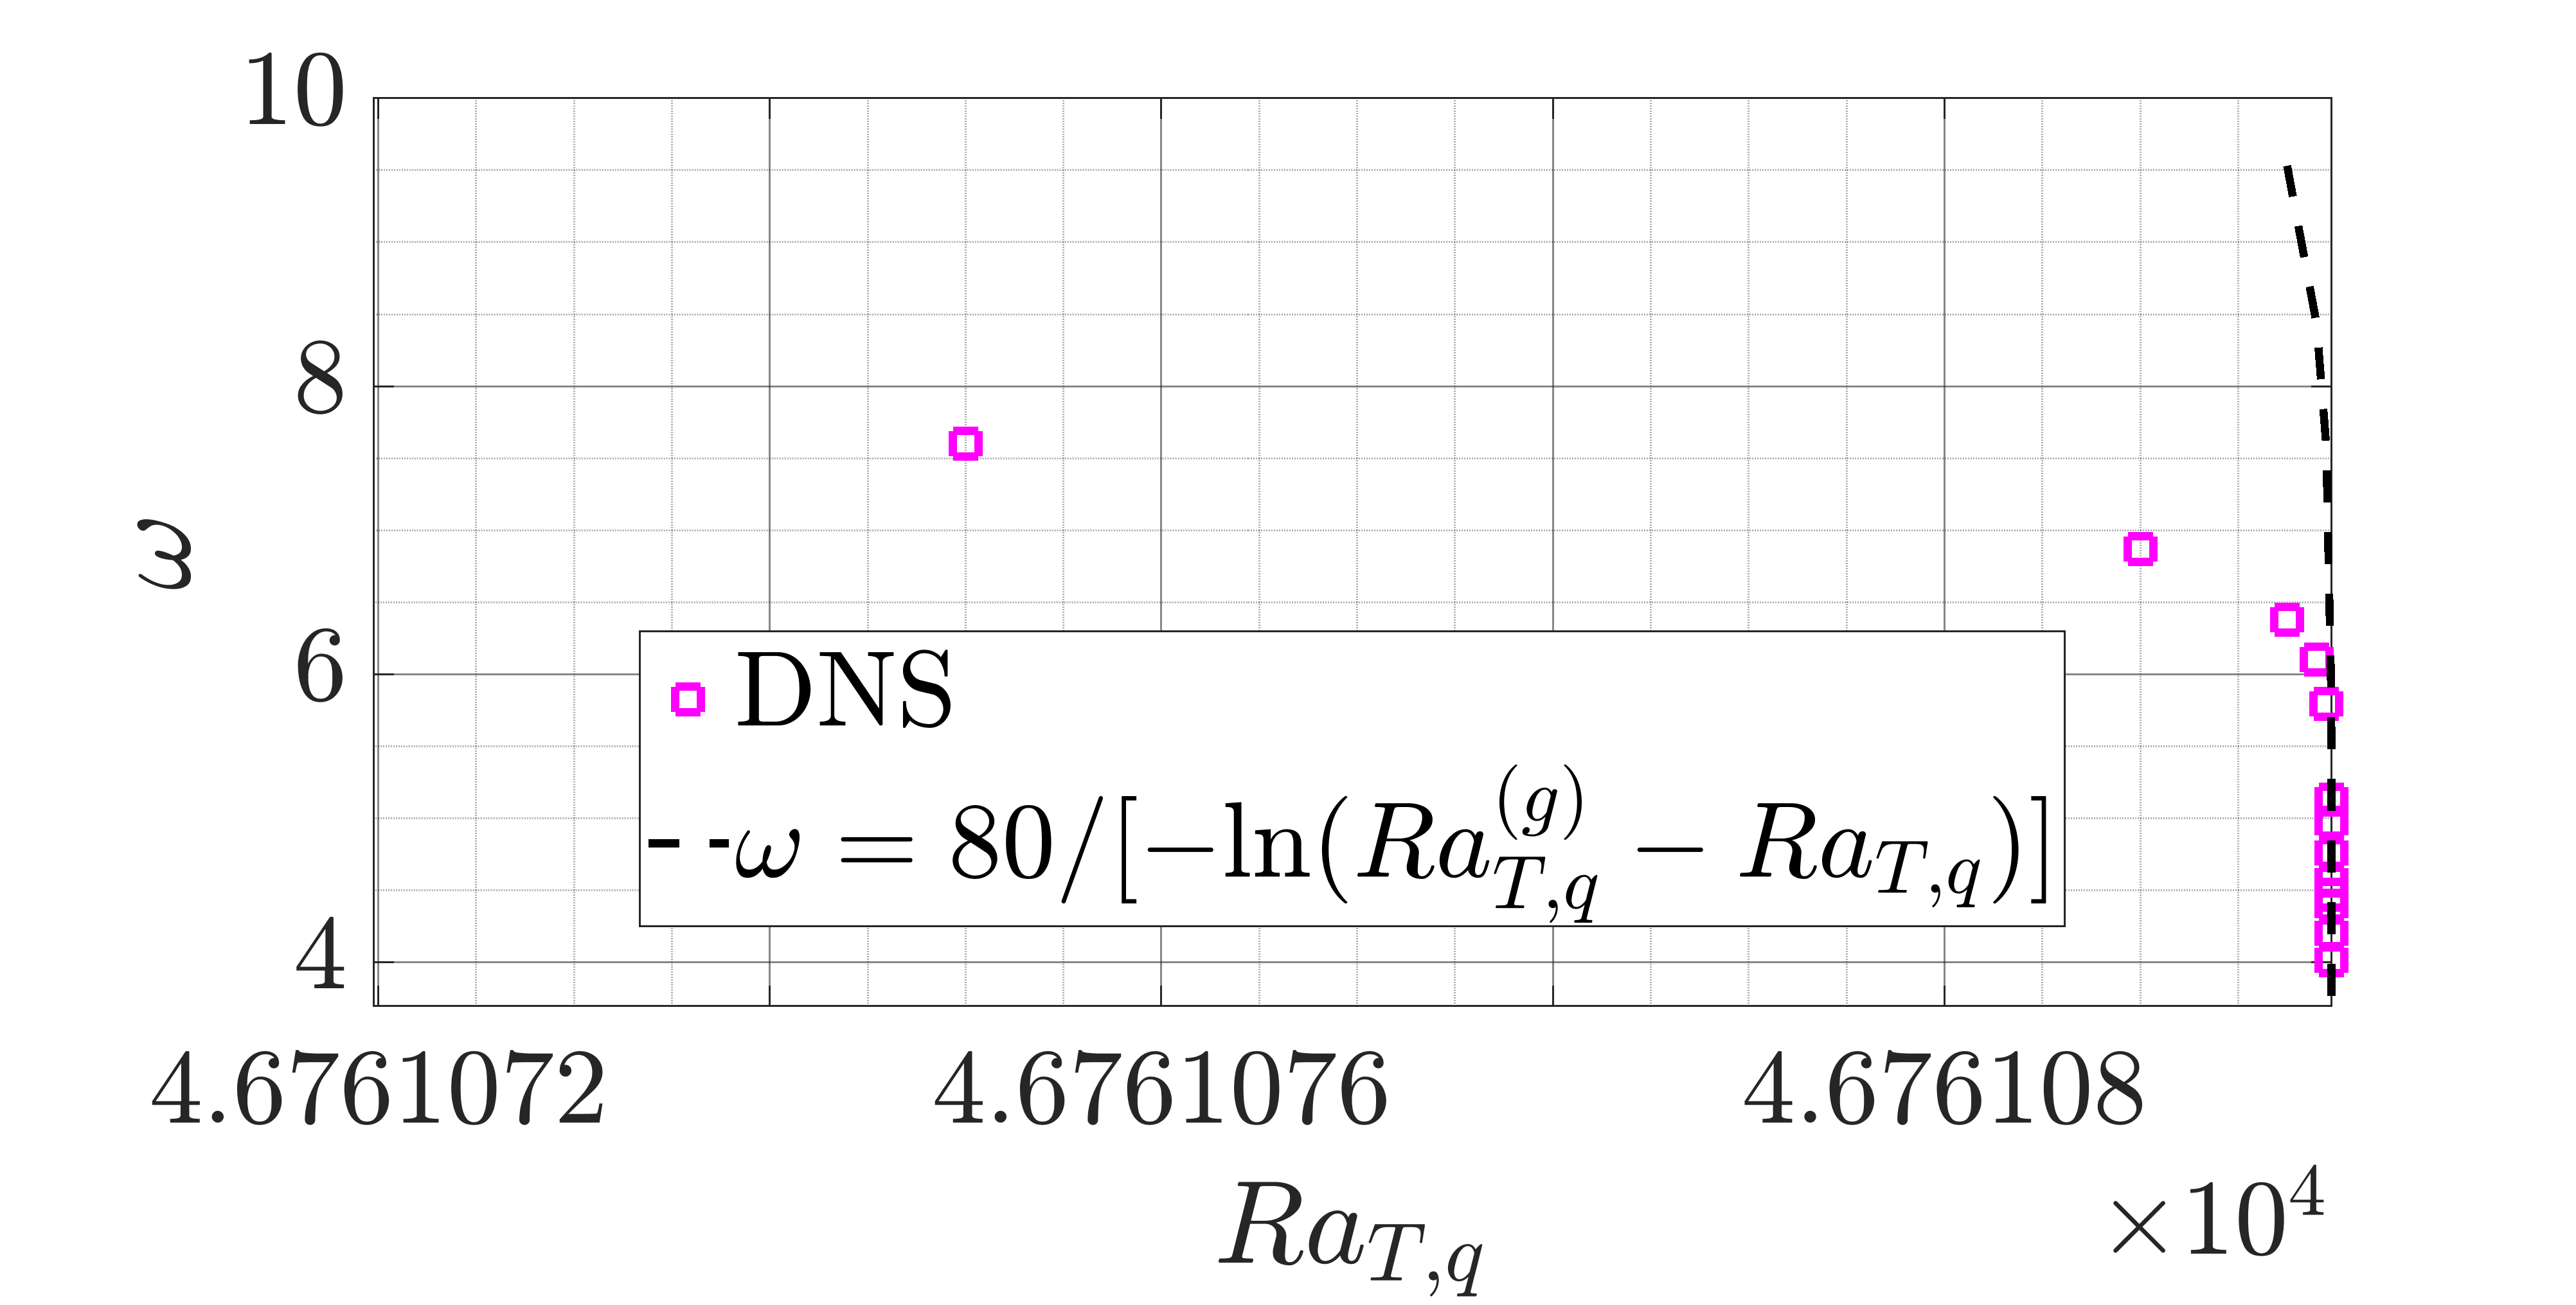 10
8
6
4
ω
DNS
ω = 80/[−ln(Ra_{T,q}^{(g)} − Ra_{T,q})]
4.6761072 4.6761076 4.676108
×10^4
Ra_{T,q}